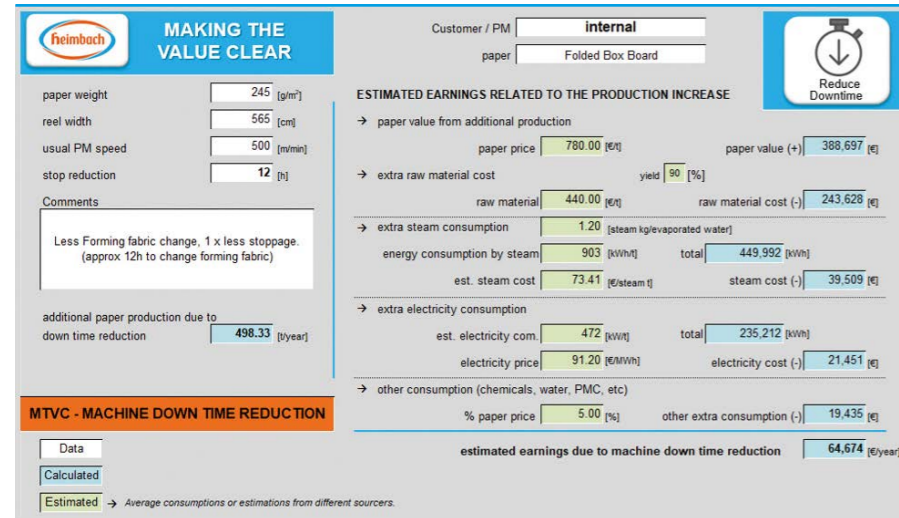 heimbach
MAKING THE
VALUE CLEAR
Customer / PM internal
paper Folded Box Board
Reduce
Downtime
paper weight 245 [g/m²]
reel width 565 [cm]
usual PM speed 500 [m/min]
stop reduction 12 [h]
Comments
Less Forming fabric change, 1 x less stoppage.
(approx 12h to change forming fabric)
additional paper production due to
down time reduction 498.33 [t/year]
MTVC - MACHINE DOWN TIME REDUCTION
Data
Calculated
Estimated → Average consumptions or estimations from different sourcers.
ESTIMATED EARNINGS RELATED TO THE PRODUCTION INCREASE
→ paper value from additional production
paper price 780.00 [€/t] paper value (+) 388,697 [€]
→ extra raw material cost yield 90 [%]
raw material 440.00 [€/t] raw material cost (-) 243,628 [€]
→ extra steam consumption 1.20 [steam kg/evaporated water]
energy consumption by steam 903 [kWh/t] total 449,992 [kWh]
est. steam cost 73.41 [€/steam t] steam cost (-) 39,509 [€]
→ extra electricity consumption
est. electricity com. 472 [kW/t] total 235,212 [kWh]
electricity price 91.20 [€/MWh] electricity cost (-) 21,451 [€]
→ other consumption (chemicals, water, PMC, etc)
% paper price 5.00 [%] other extra consumption (-) 19,435 [€]
estimated earnings due to machine down time reduction 64,674 [€/year]